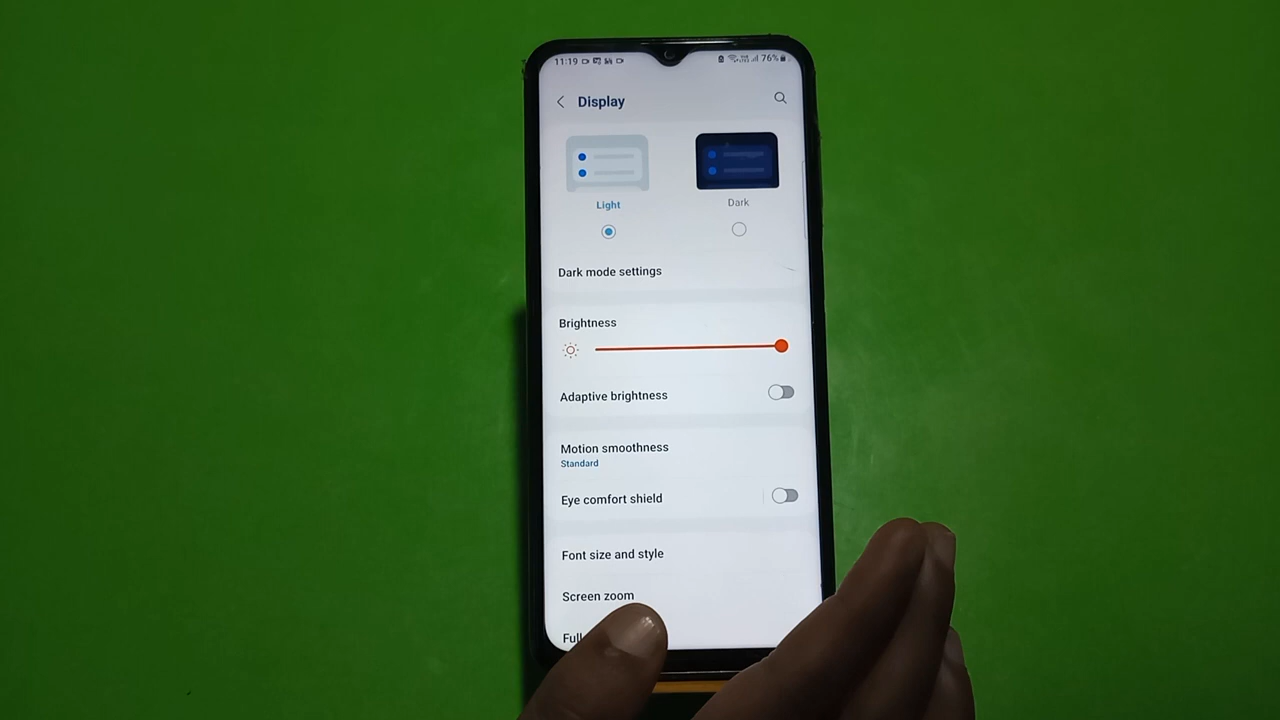 11:19
76%
Display
Light
Dark
Dark mode settings
Brightness
Adaptive brightness
Motion smoothness
Standard
Eye comfort shield
Font size and style
Screen zoom
Full